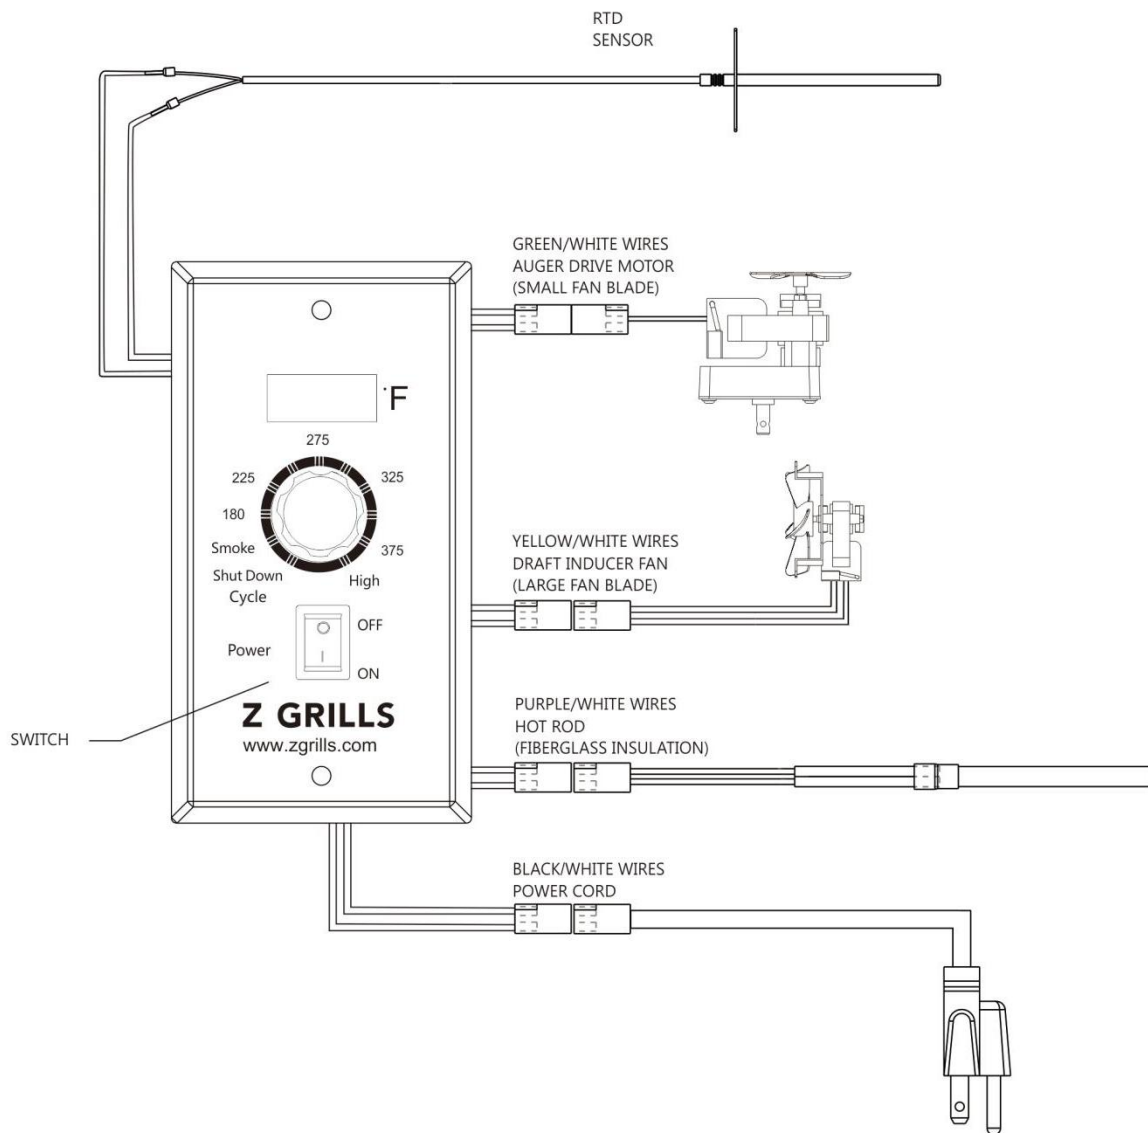 RTD
SENSOR
GREEN/WHITE WIRES
AUGER DRIVE MOTOR
(SMALL FAN BLADE)
°F
275
225
325
180
Smoke
375
Shut Down
Cycle
High
YELLOW/WHITE WIRES
DRAFT INDUCER FAN
(LARGE FAN BLADE)
OFF
Power
ON
Z GRILLS
www.zgrills.com
SWITCH
PURPLE/WHITE WIRES
HOT ROD
(FIBERGLASS INSULATION)
BLACK/WHITE WIRES
POWER CORD